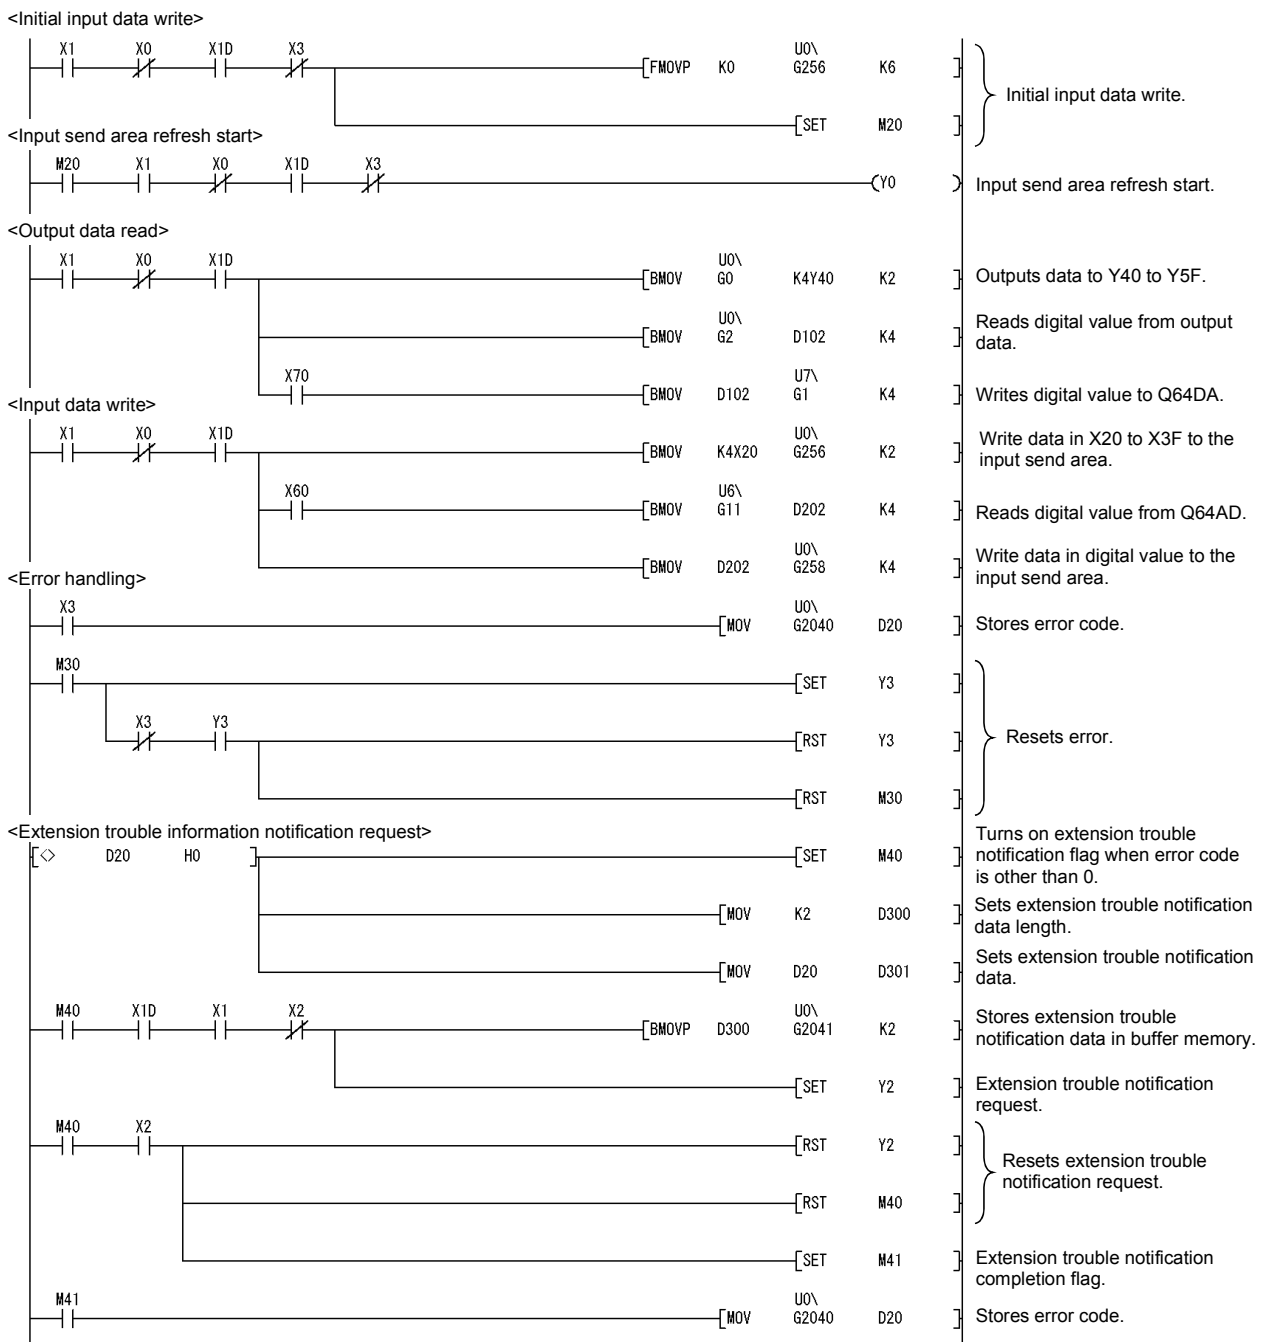 <Initial input data write>
X1 X0 X1D X3 U0\
FMOVP K0 G256 K6
Initial input data write.
SET M20
<Input send area refresh start>
M20 X1 X0 X1D X3
Y0 Input send area refresh start.
<Output data read>
X1 X0 X1D U0\
BMOV G0 K4Y40 K2 Outputs data to Y40 to Y5F.
U0\
BMOV G2 D102 K4 Reads digital value from output
data.
X70 U7\
BMOV D102 G1 K4 Writes digital value to Q64DA.
<Input data write>
X1 X0 X1D U0\
BMOV K4X20 G256 K2 Write data in X20 to X3F to the
input send area.
X60 U6\
BMOV G11 D202 K4 Reads digital value from Q64AD.
U0\
BMOV D202 G258 K4 Write data in digital value to the
input send area.
<Error handling>
X3 U0\
MOV G2040 D20 Stores error code.
M30
SET Y3
X3 Y3
RST Y3 Resets error.
RST M30
<Extension trouble information notification request>
<> D20 H0 SET M40 Turns on extension trouble
notification flag when error code
is other than 0.
MOV K2 D300 Sets extension trouble notification
data length.
MOV D20 D301 Sets extension trouble notification
data.
M40 X1D X1 X2 U0\
BMOVP D300 G2041 K2 Stores extension trouble
notification data in buffer memory.
SET Y2 Extension trouble notification
request.
M40 X2
RST Y2
Resets extension trouble
notification request.
RST M40
SET M41 Extension trouble notification
completion flag.
M41 U0\
MOV G2040 D20 Stores error code.